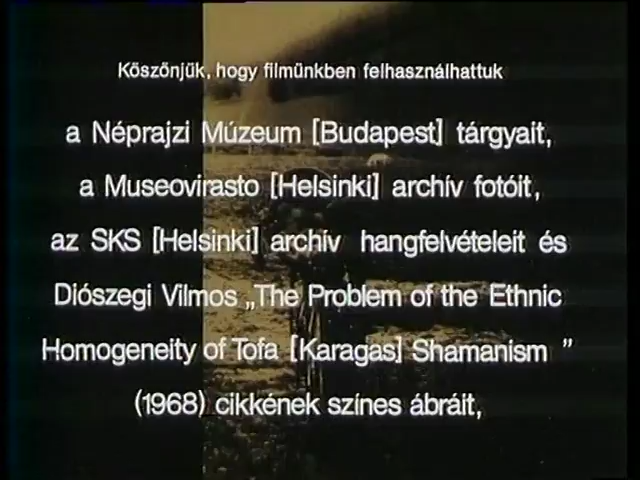 Köszönjük, hogy filmünkben felhasználhattuk
a Néprajzi Múzeum [Budapest] tárgyait,
a Museovirasto [Helsinki] archív fotóit,
az SKS [Helsinki] archív hangfelvételeit és
Diószegi Vilmos „The Problem of the Ethnic
Homogeneity of Tofa [Karagas] Shamanism ”
(1968) cikkének színes ábráit,